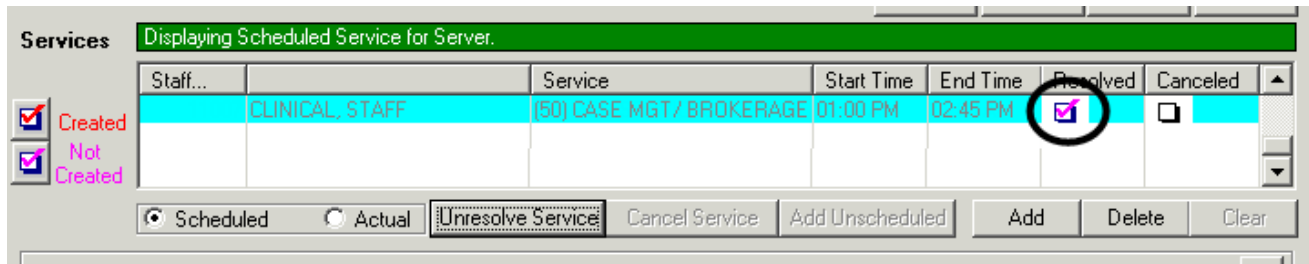 Services Displaying Scheduled Service for Server.
Staff... Service Start Time End Time Resolved Canceled
CLINICAL, STAFF (50) CASE MGT/ BROKERAGE 01:00 PM 02:45 PM
Created
Not
Created
Scheduled Actual Unresolve Service Cancel Service Add Unscheduled Add Delete Clear